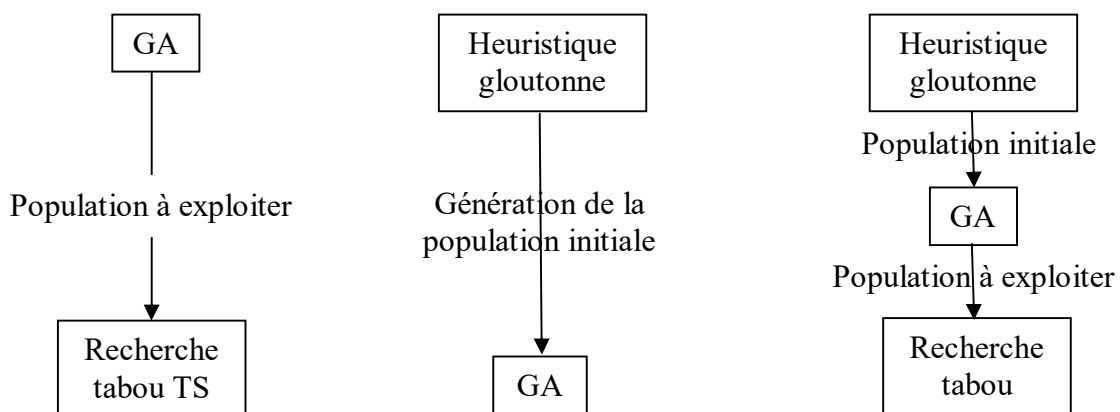 GA
Population à exploiter
Recherche
tabou TS
Heuristique
gloutonne
Génération de la
population initiale
GA
Heuristique
gloutonne
Population initiale
GA
Population à exploiter
Recherche
tabou